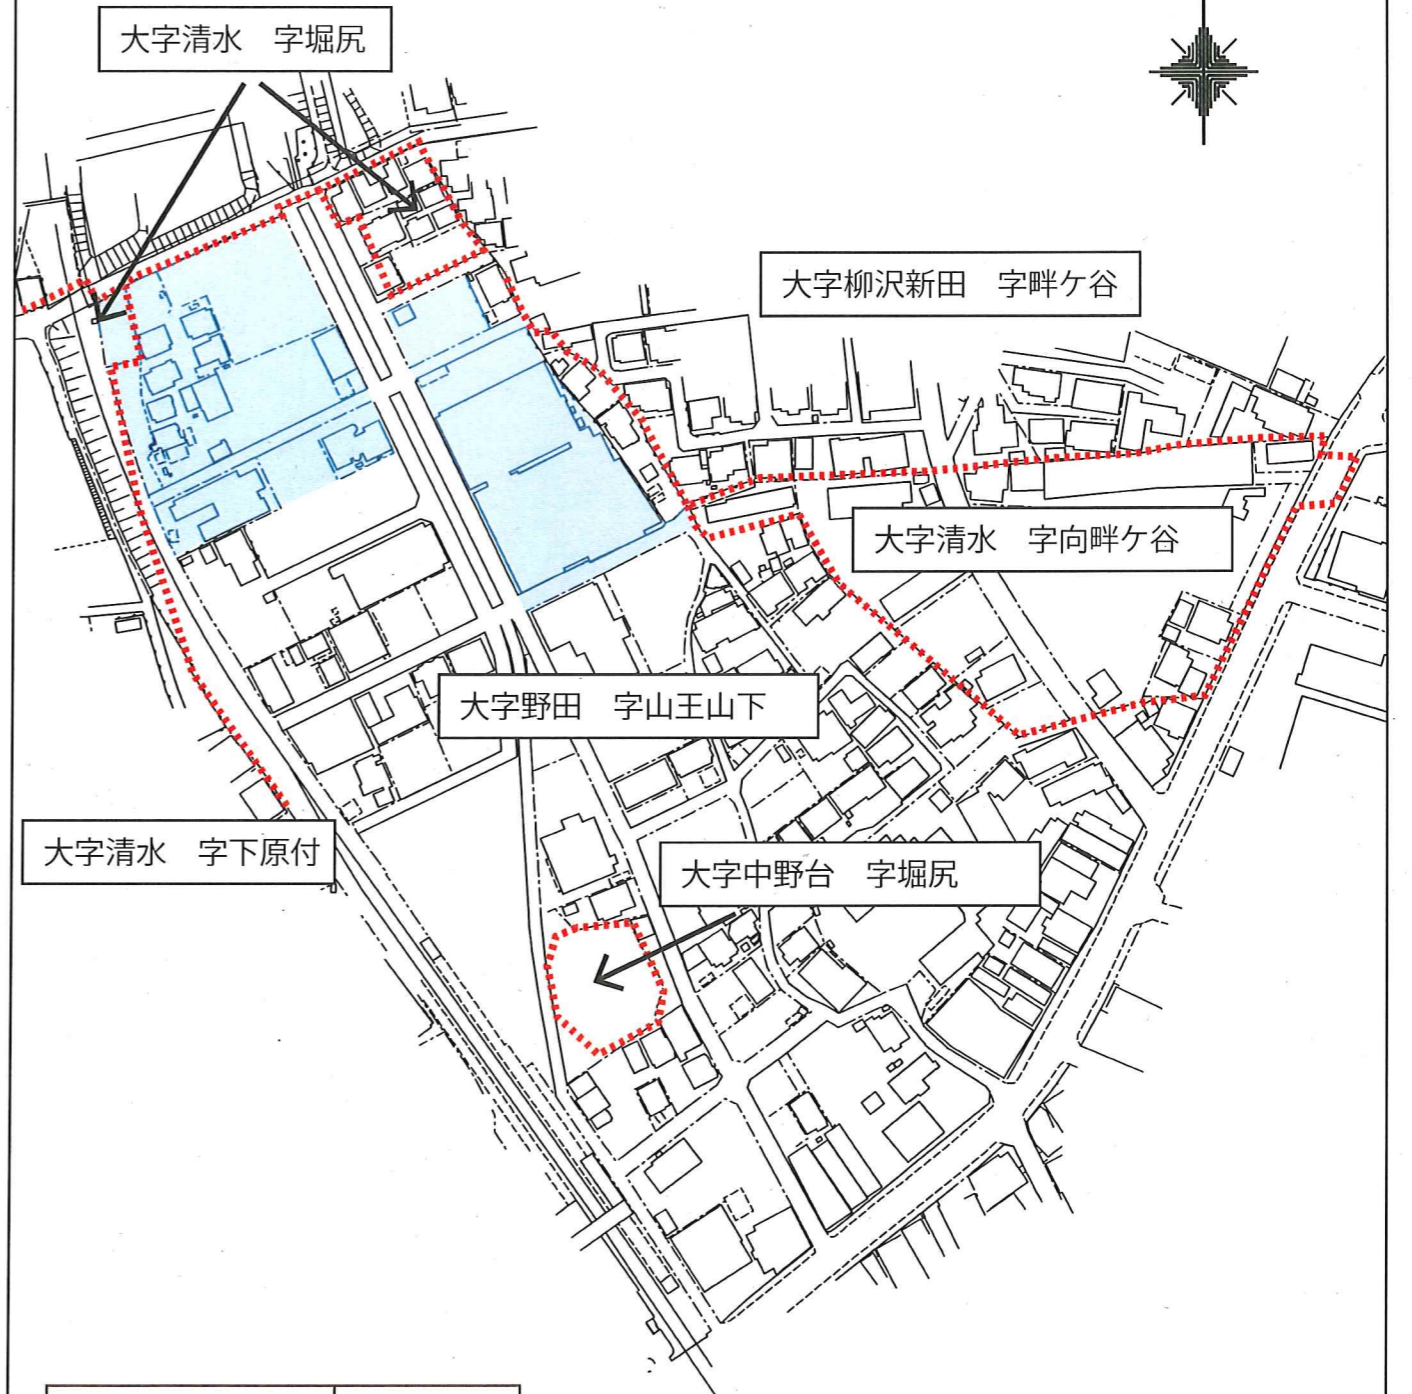 大字清水　字堀尻
大字柳沢新田　字畔ケ谷
大字清水　字向畔ケ谷
大字野田　字山王山下
大字清水　字下原付
大字中野台　字堀尻